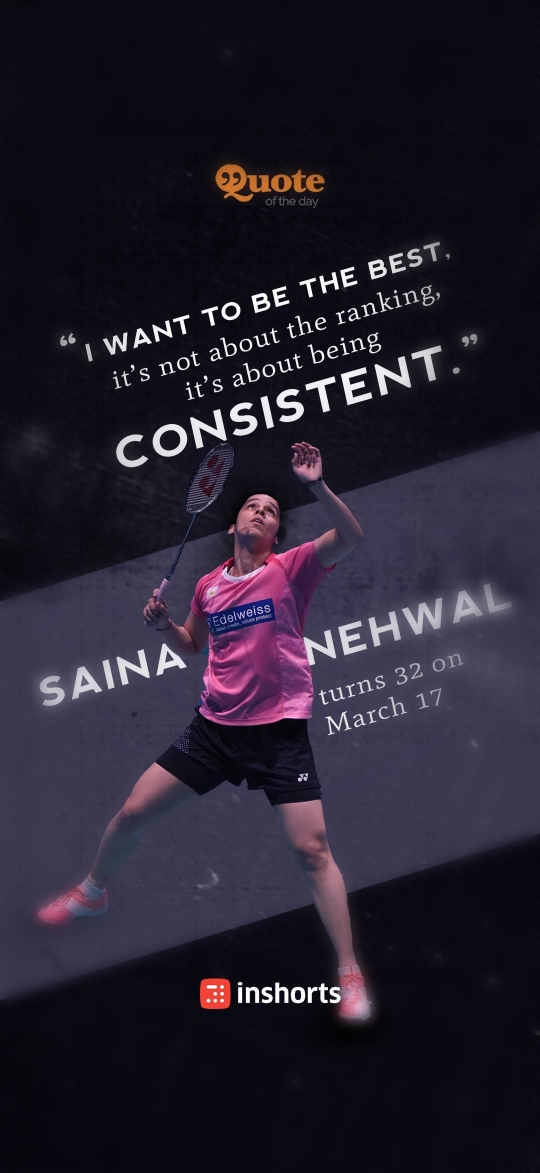 Quote
of the day
“ I WANT TO BE THE BEST,
it's not about the ranking,
it's about being
CONSISTENT.”
Edelweiss
SAINA NEHWAL
turns 32 on
March 17
inshorts